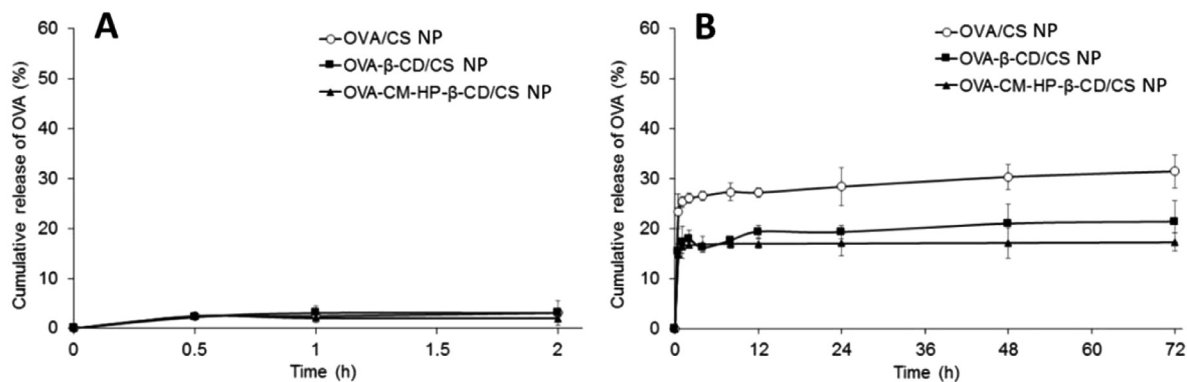 A
60
50
40
30
20
10
0
Cumulative release of OVA (%)
OVA/CS NP
OVA-β-CD/CS NP
OVA-CM-HP-β-CD/CS NP
0 0.5 1 1.5 2
Time (h)
B
60
50
40
30
20
10
0
Cumulative release of OVA (%)
OVA/CS NP
OVA-β-CD/CS NP
OVA-CM-HP-β-CD/CS NP
0 12 24 36 48 60 72
Time (h)